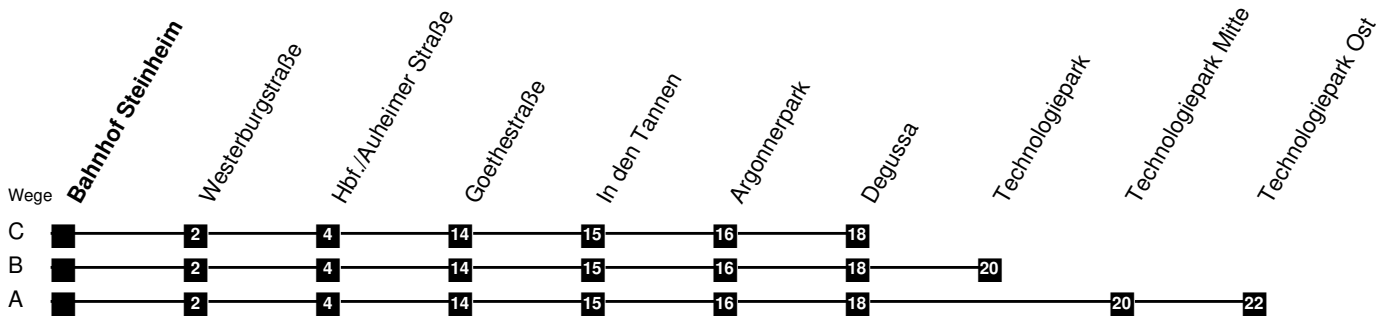 Bahnhof Steinheim
Westerburgstraße
Hbf./Auheimer Straße
Goethestraße
In den Tannen
Argonnerpark
Degussa
Technologiepark
Technologiepark Mitte
Technologiepark Ost
Wege
C 2 4 14 15 16 18
B 2 4 14 15 16 18 20
A 2 4 14 15 16 18 20 22